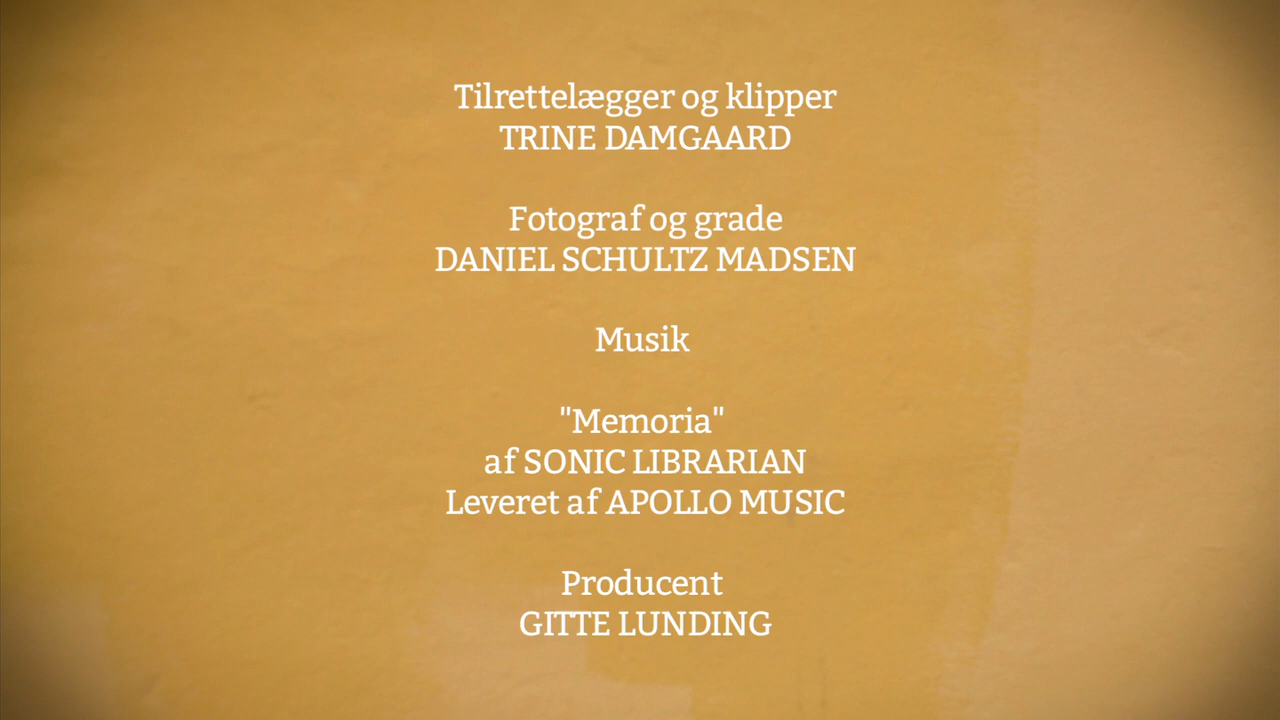 Tilrettelægger og klipper
TRINE DAMGAARD
Fotograf og grade
DANIEL SCHULTZ MADSEN
Musik
"Memoria"
af SONIC LIBRARIAN
Leveret af APOLLO MUSIC
Producent
GITTE LUNDING